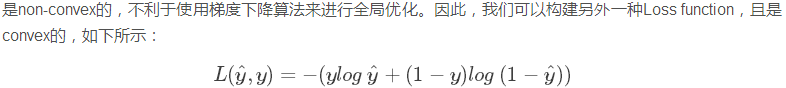 是non-convex的，不利于使用梯度下降算法来进行全局优化。因此，我们可以构建另外一种Loss function，且是
convex的，如下所示：
L(ŷ, y) = −(ylog ŷ + (1 − y)log (1 − ŷ))